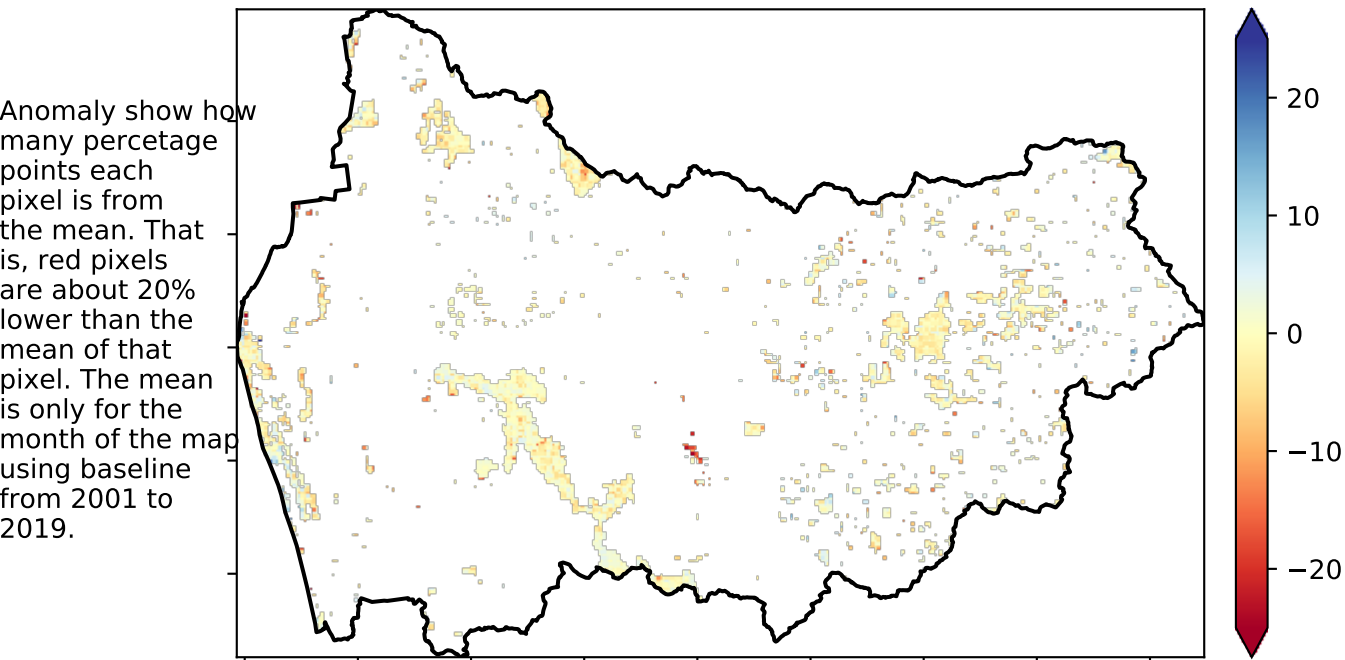 Anomaly show how
many percetage
points each
pixel is from
the mean. That
is, red pixels
are about 20%
lower than the
mean of that
pixel. The mean
is only for the
month of the map
using baseline
from 2001 to
2019.
20
10
0
−10
−20